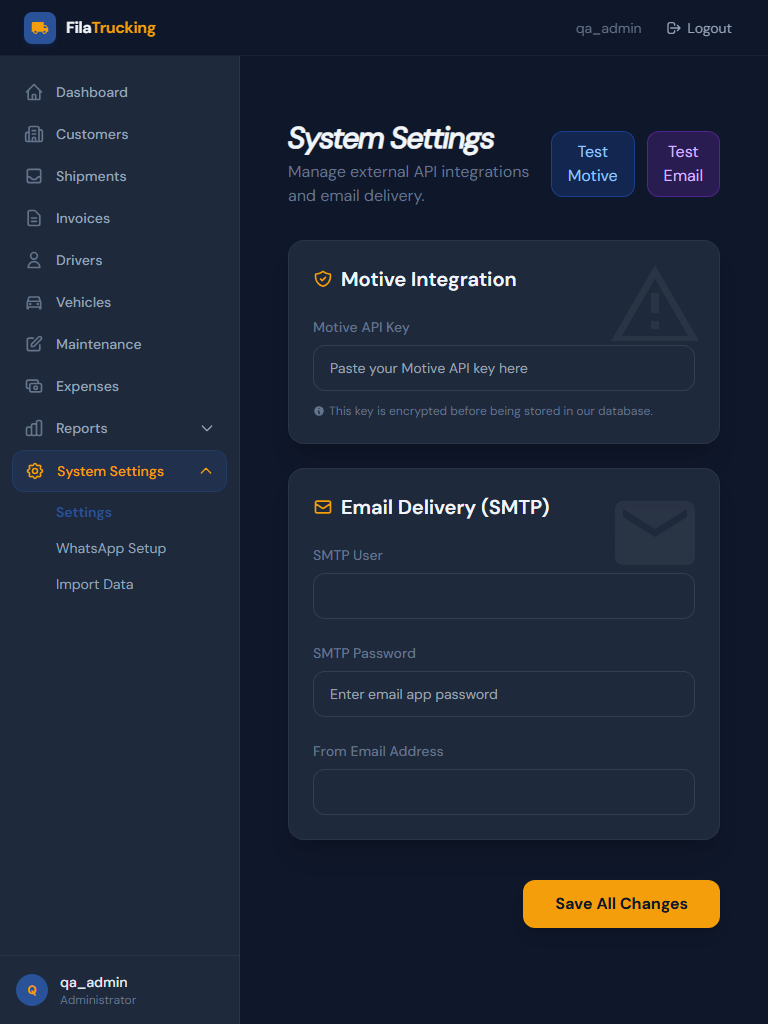 FilaTrucking
qa_admin
Logout
Dashboard
Customers
Shipments
Invoices
Drivers
Vehicles
Maintenance
Expenses
Reports
System Settings
Settings
WhatsApp Setup
Import Data
Q
qa_admin
Administrator
System Settings
Manage external API integrations
and email delivery.
Test
Motive
Test
Email
Motive Integration
Motive API Key
Paste your Motive API key here
This key is encrypted before being stored in our database.
Email Delivery (SMTP)
SMTP User
SMTP Password
Enter email app password
From Email Address
Save All Changes